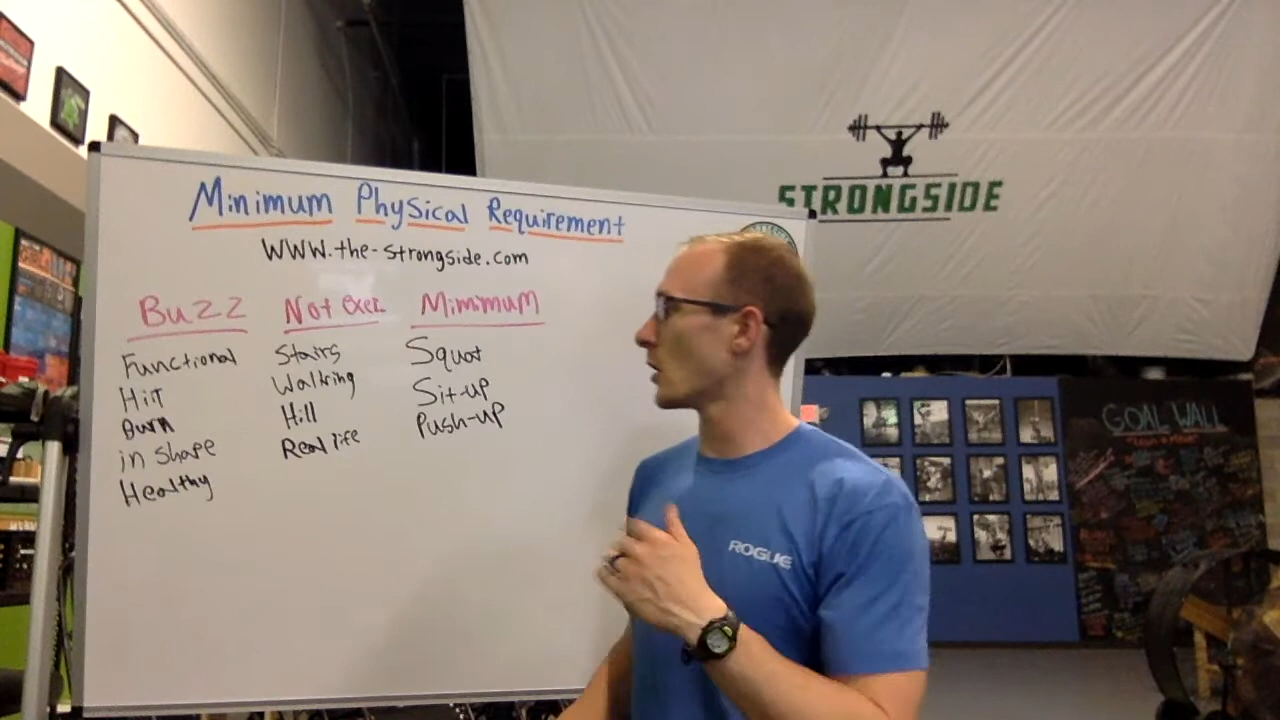 Minimum Physical Requirement
www.the-strongside.com
Buzz
Functional
HiiT
Burn
in shape
Healthy
Not Exer.
Stairs
Walking
Hill
Real life
Minimum
Squat
Sit-up
Push-up
STRONGSIDE
ROGUE
GOAL WALL